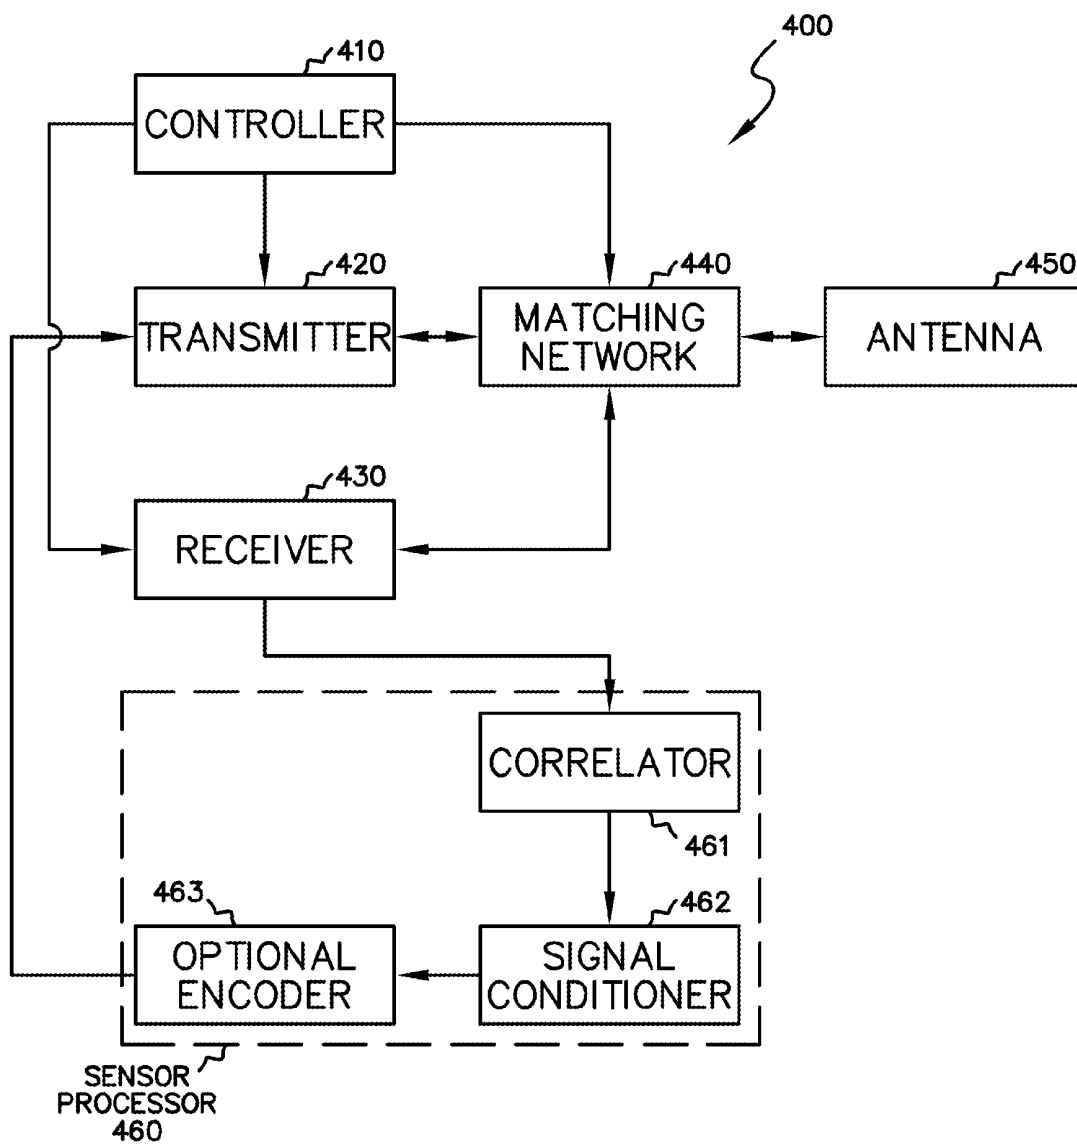 400
410
CONTROLLER
420
TRANSMITTER
440
MATCHING
NETWORK
450
ANTENNA
430
RECEIVER
CORRELATOR
461
463
OPTIONAL
ENCODER
462
SIGNAL
CONDITIONER
SENSOR
PROCESSOR
460